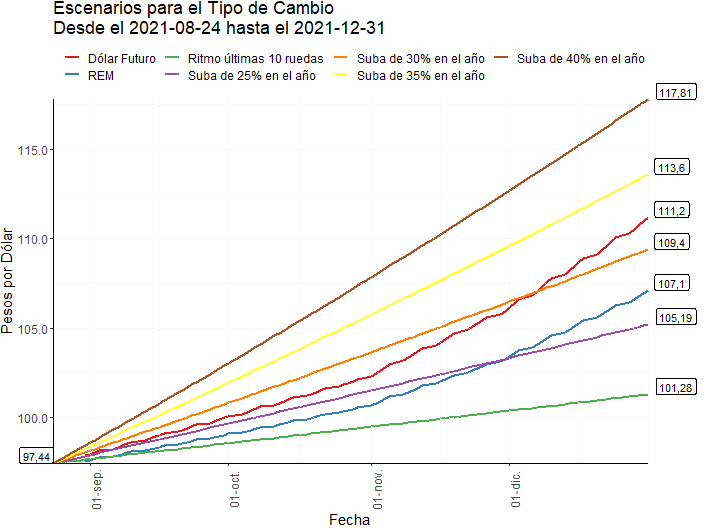 Escenarios para el Tipo de Cambio
Desde el 2021-08-24 hasta el 2021-12-31
Dólar Futuro
Ritmo últimas 10 ruedas
Suba de 30% en el año
Suba de 40% en el año
REM
Suba de 25% en el año
Suba de 35% en el año
117,81
115.0
113,6
111,2
110.0
109,4
107,1
105.0
105,19
101,28
100.0
97,44
Pesos por Dólar
01-sep.
01-oct.
01-nov.
01-dic.
Fecha